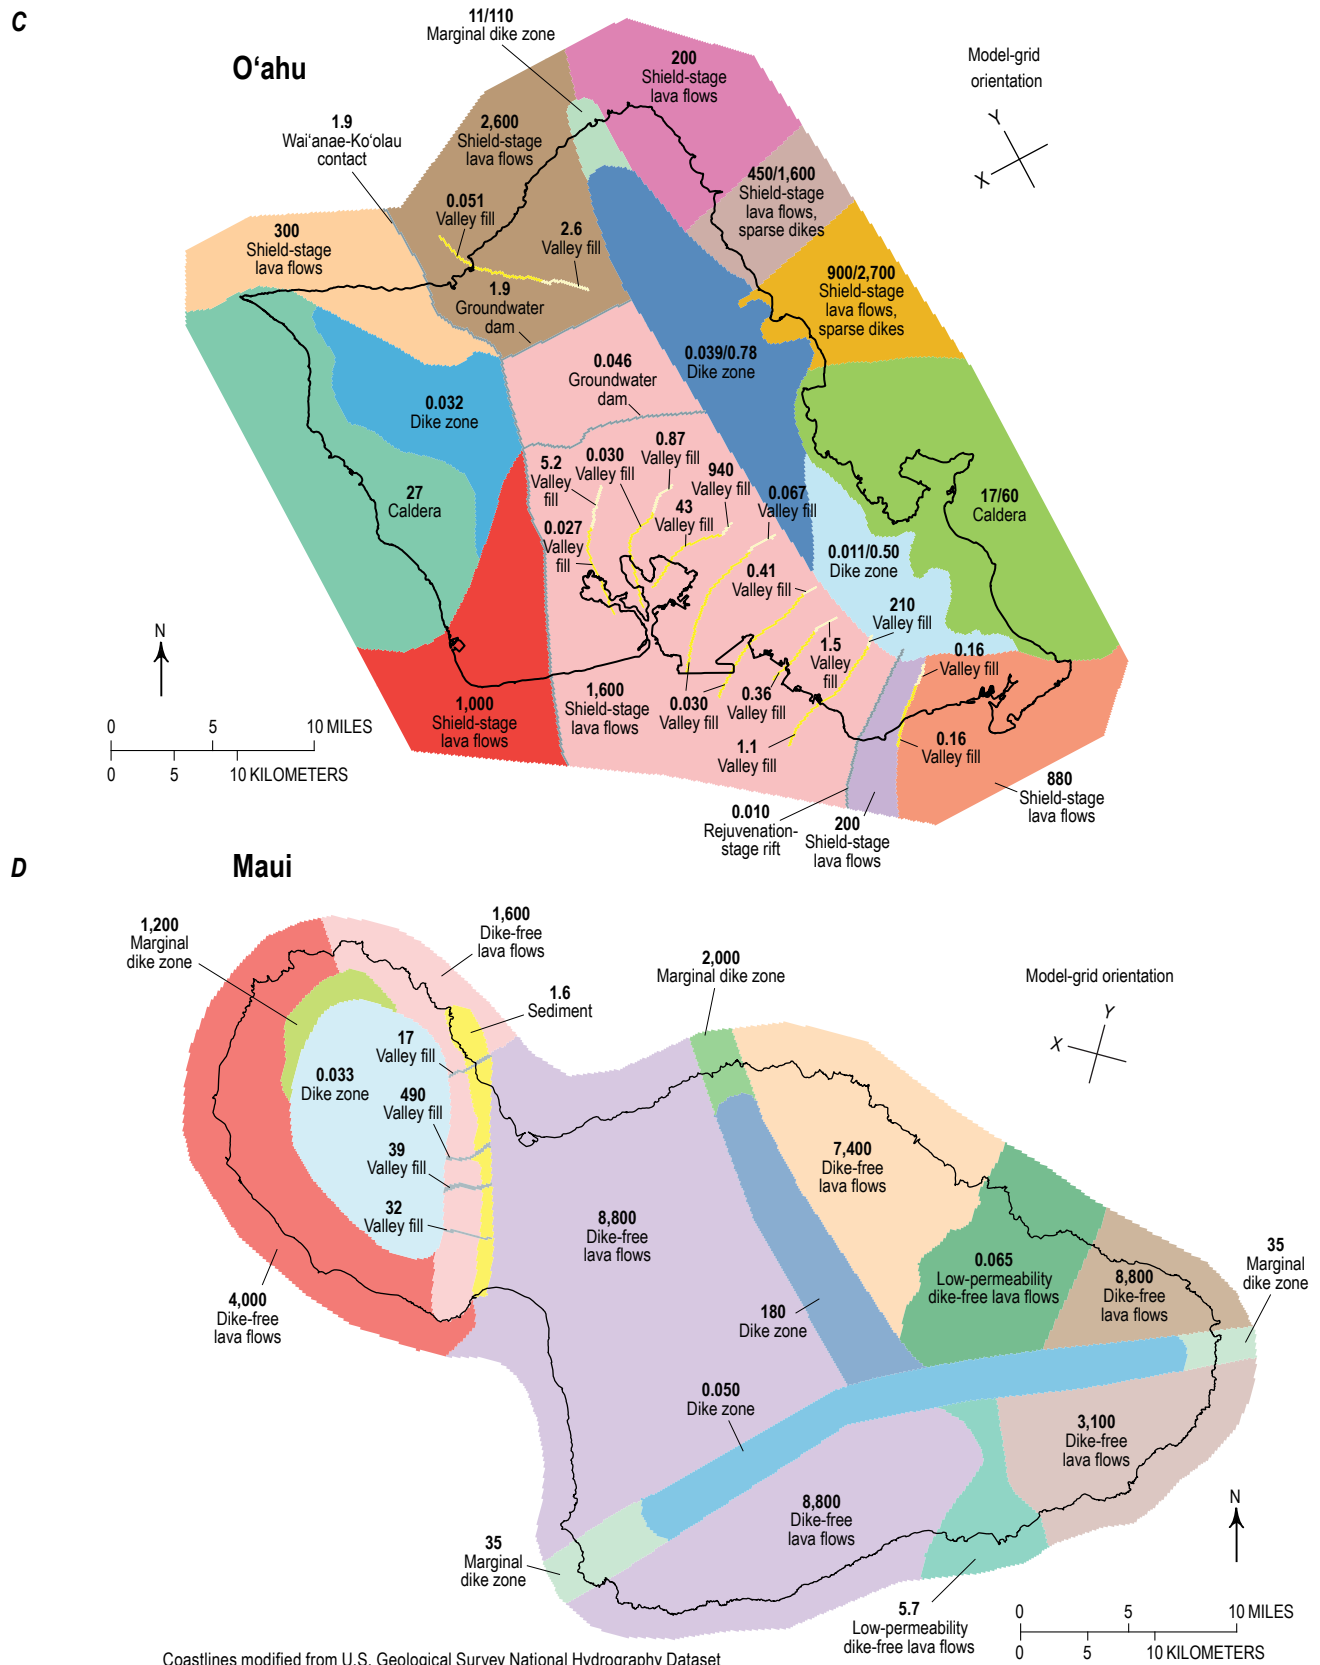 C
Oʻahu
11/110
Marginal dike zone
200
Shield-stage
lava flows
Model-grid
orientation
Y
X
1.9
Waiʻanae-Koʻolau
contact
2,600
Shield-stage
lava flows
450/1,600
Shield-stage
lava flows,
sparse dikes
0.051
Valley fill
2.6
Valley fill
300
Shield-stage
lava flows
900/2,700
Shield-stage
lava flows,
sparse dikes
1.9
Groundwater
dam
0.039/0.78
Dike zone
0.046
Groundwater
dam
0.032
Dike zone
0.87
Valley fill
0.030
Valley fill
5.2
Valley
fill
940
Valley fill
0.067
Valley fill
27
Caldera
17/60
Caldera
43
Valley fill
0.027
Valley
fill
0.011/0.50
Dike zone
0.41
Valley fill
210
Valley fill
N
1.5
Valley
fill
0.16
Valley fill
0 5 10 MILES
0 5 10 KILOMETERS
1,000
Shield-stage
lava flows
1,600
Shield-stage
lava flows
0.030
Valley fill
0.36
Valley fill
1.1
Valley fill
0.16
Valley fill
880
Shield-stage
lava flows
0.010
Rejuvenation-
stage rift
200
Shield-stage
lava flows
D
Maui
1,200
Marginal
dike zone
1,600
Dike-free
lava flows
2,000
Marginal dike zone
Model-grid orientation
Y
X
1.6
Sediment
17
Valley fill
0.033
Dike zone
490
Valley fill
39
Valley fill
7,400
Dike-free
lava flows
32
Valley fill
8,800
Dike-free
lava flows
0.065
Low-permeability
dike-free lava flows
8,800
Dike-free
lava flows
35
Marginal
dike zone
4,000
Dike-free
lava flows
180
Dike zone
0.050
Dike zone
3,100
Dike-free
lava flows
8,800
Dike-free
lava flows
N
35
Marginal
dike zone
5.7
Low-permeability
dike-free lava flows
0 5 10 MILES
0 5 10 KILOMETERS
Coastlines modified from U.S. Geological Survey National Hydrography Dataset